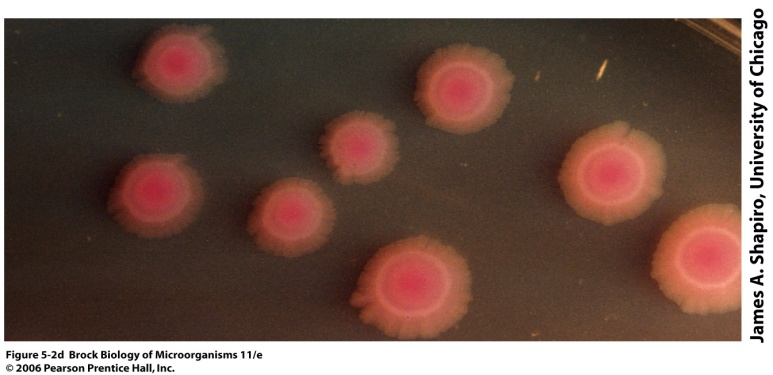 James A. Shapiro, University of Chicago
Figure 5-2d Brock Biology of Microorganisms 11/e
© 2006 Pearson Prentice Hall, Inc.